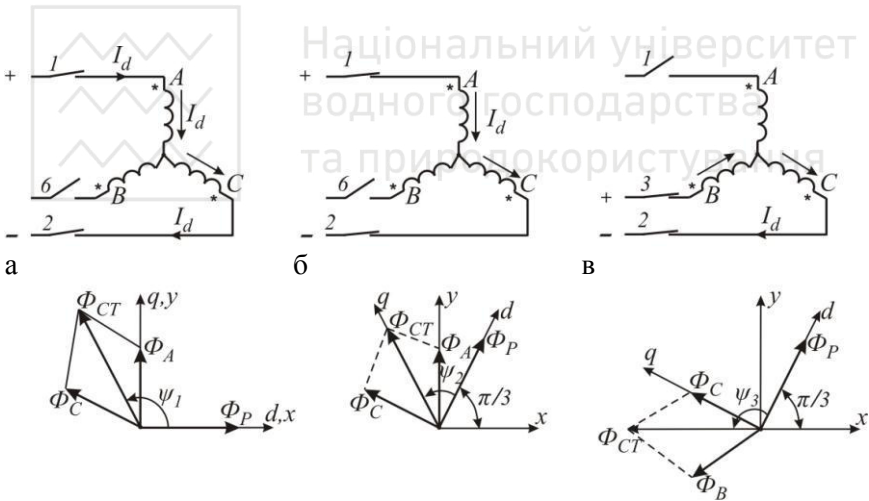 Національний університет
водного господарства
та природокористування
+ 1 I_d A * I_d
6 * B C *
− 2 I_d
+ 1 A * I_d
6 * B C *
− 2
1 A *
+ 3 * B C *
− 2 I_d
а б в
Φ_CT q,y Φ_A Φ_C ψ_1 Φ_P d,x
q Φ_CT y d Φ_A Φ_P Φ_C ψ_2 π/3 x
y d Φ_P q Φ_C ψ_3 π/3 Φ_CT x Φ_B